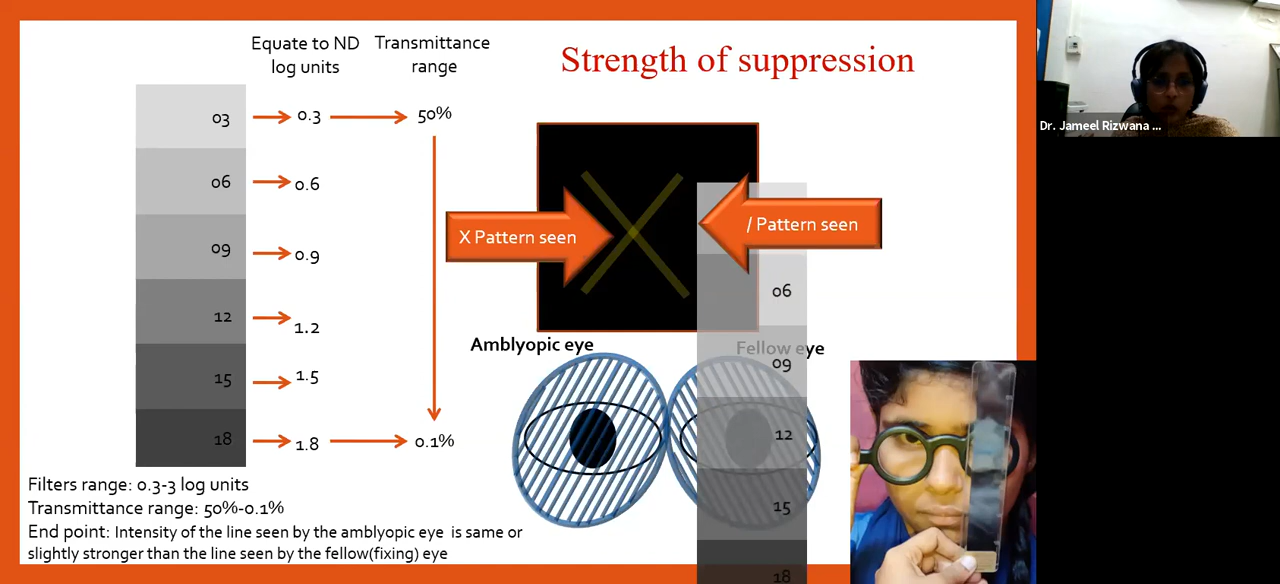 Strength of suppression
Equate to ND
log units
Transmittance
range
03
0.3
50%
06
0.6
09
0.9
12
1.2
15
1.5
18
1.8
0.1%
X Pattern seen
/ Pattern seen
Amblyopic eye
Fellow eye
06
09
12
15
18
Filters range: 0.3-3 log units
Transmittance range: 50%-0.1%
End point: Intensity of the line seen by the amblyopic eye is same or
slightly stronger than the line seen by the fellow(fixing) eye
Dr. Jameel Rizwana ...